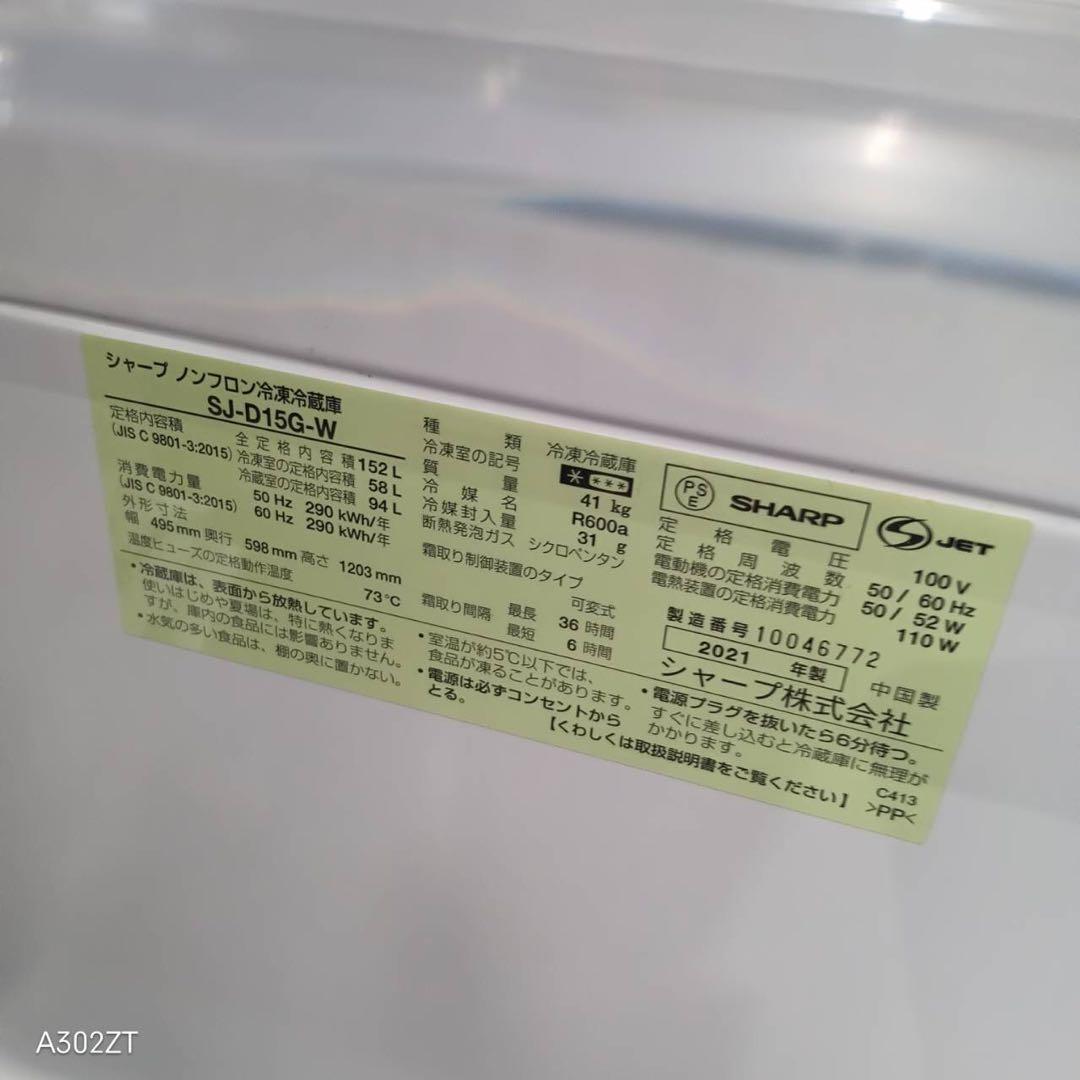 シャープ ノンフロン冷凍冷蔵庫
SJ-D15G-W
定格内容積 全定格内容積 152 L
(JIS C 9801-3:2015) 冷凍室の定格内容積 58 L
冷蔵室の定格内容積 94 L
消費電力量 50 Hz 290 kWh/年
(JIS C 9801-3:2015) 60 Hz 290 kWh/年
外形寸法
幅 495 mm 奥行 598 mm 高さ 1203 mm
温度ヒューズの定格動作温度 73 ℃
・冷蔵庫は、表面から放熱しています。
使いはじめや夏場は、特に熱くなりま
すが、庫内の食品には影響ありません。
・水気の多い食品は、棚の奥に置かない。
種類 冷凍冷蔵庫
冷凍室の記号 * ***
質量 41 kg
冷媒名 R600a
冷媒封入量 31 g
断熱発泡ガス シクロペンタン
霜取り制御装置のタイプ
可変式
霜取り間隔 最長 36 時間
最短 6 時間
・室温が約5℃以下では、
食品が凍ることがあります。
・電源は必ずコンセントから
とる。
PS
E
SHARP
JET
定格電圧 100 V
定格周波数 50 / 60 Hz
電動機の定格消費電力 50 / 52 W
電熱装置の定格消費電力 110 W
製造番号 10046772
2021 年製 中国製
シャープ株式会社
・電源プラグを抜いたら6分待つ。
すぐに差し込むと冷蔵庫に無理が
かかります。
【くわしくは取扱説明書をご覧ください】
C413
>PP<
A302ZT